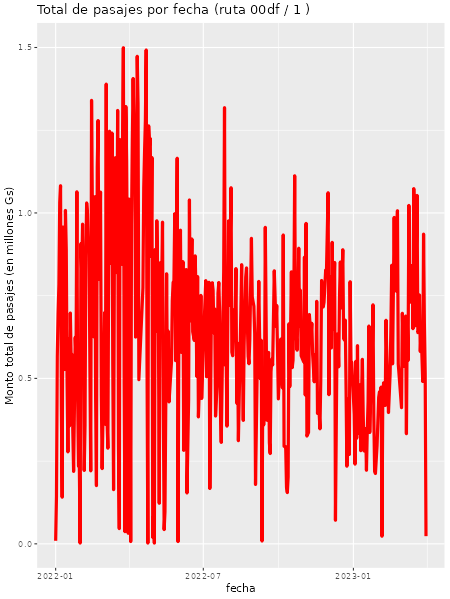 Total de pasajes por fecha (ruta 00df / 1 )
Monto total de pasajes (en millones Gs)
1.5
1.0
0.5
0.0
2022-01
2022-07
2023-01
fecha